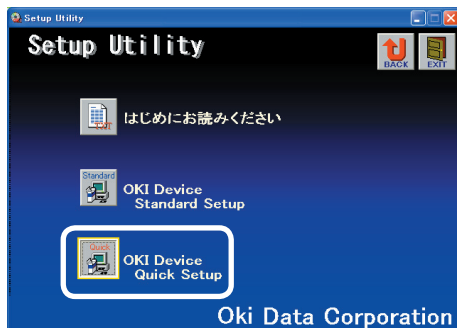 Setup Utility
Setup Utility
BACK
EXIT
TXT
はじめにお読みください
Standard
OKI Device
Standard Setup
Quick
OKI Device
Quick Setup
Oki Data Corporation